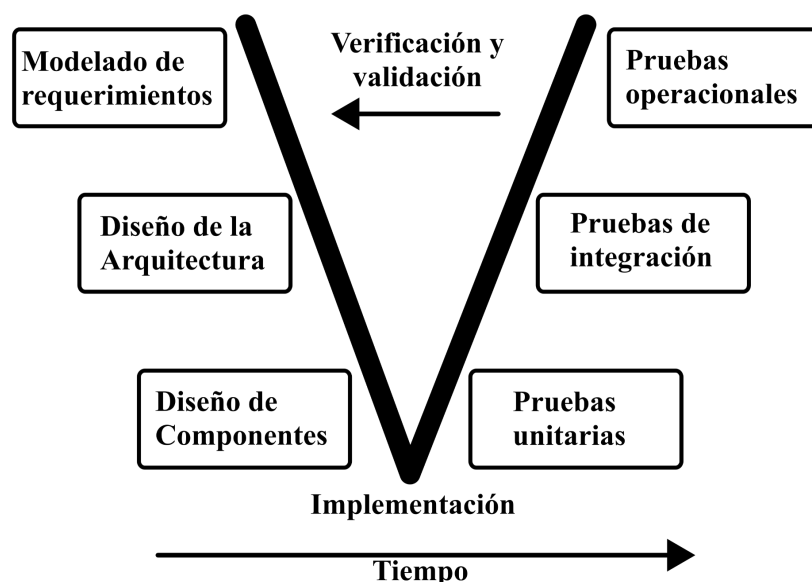 Modelado de
requerimientos
Verificación y
validación
Pruebas
operacionales
Diseño de la
Arquitectura
Pruebas de
integración
Diseño de
Componentes
Pruebas
unitarias
Implementación
Tiempo